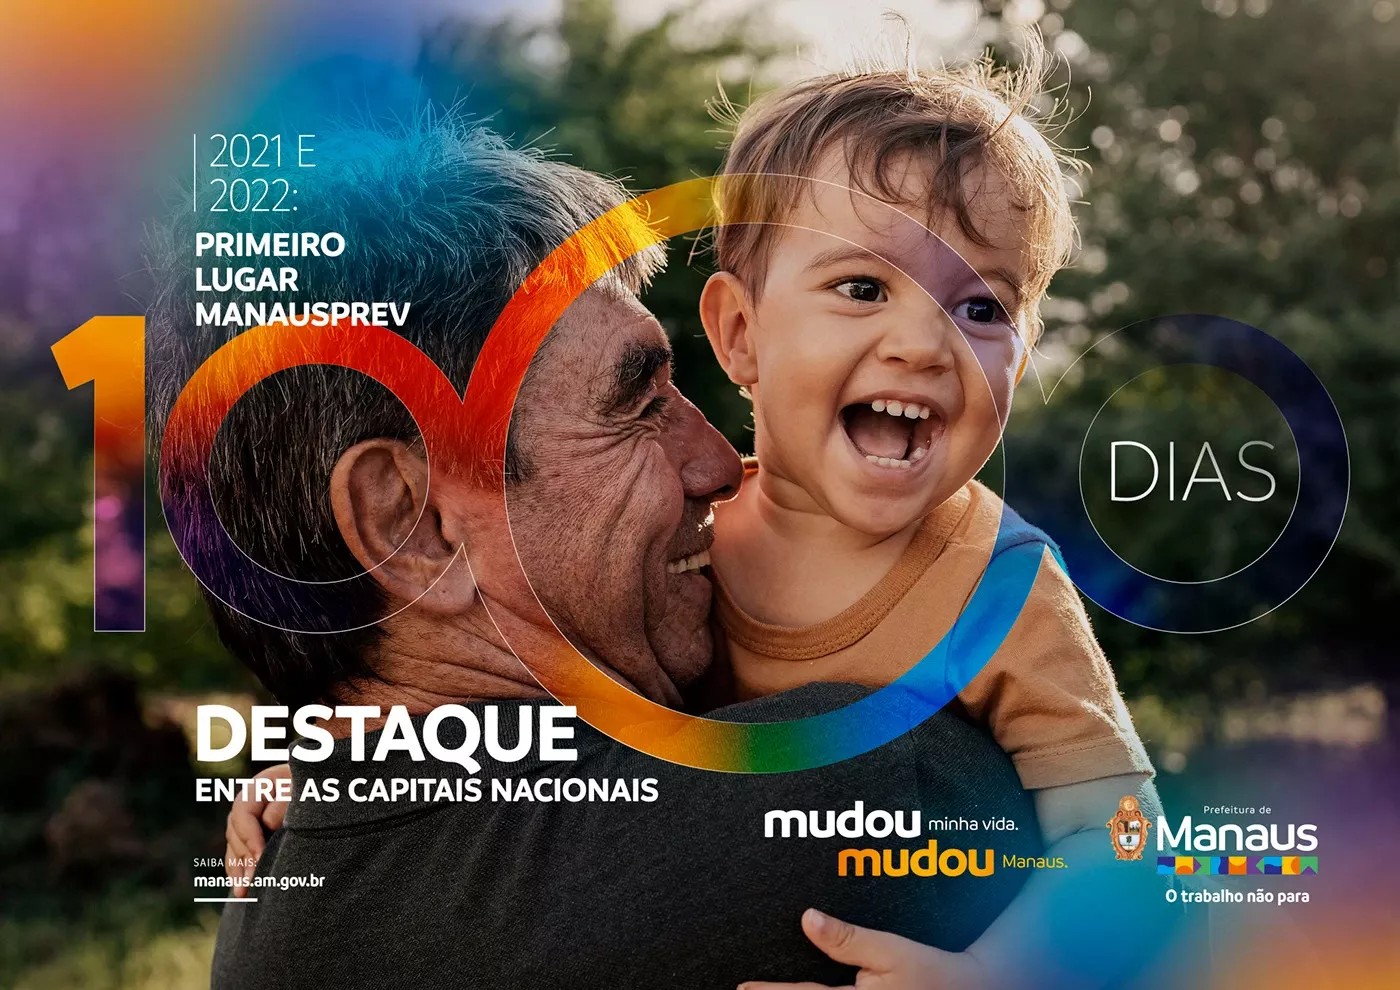 2021 E
2022:
PRIMEIRO
LUGAR
MANAUSPREV
1000
DIAS
DESTAQUE
ENTRE AS CAPITAIS NACIONAIS
SAIBA MAIS:
manaus.am.gov.br
mudou minha vida.
mudou Manaus.
Prefeitura de
Manaus
O trabalho não para